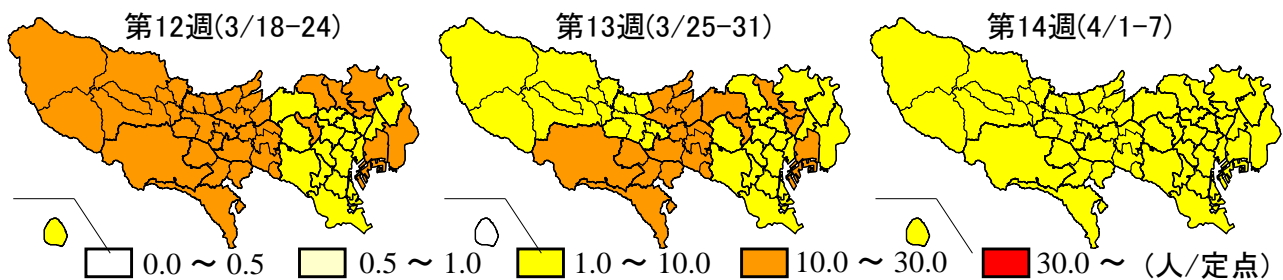 第12週(3/18-24)
第13週(3/25-31)
第14週(4/1-7)
0.0 ～ 0.5
0.5 ～ 1.0
1.0 ～ 10.0
10.0 ～ 30.0
30.0 ～ (人/定点)